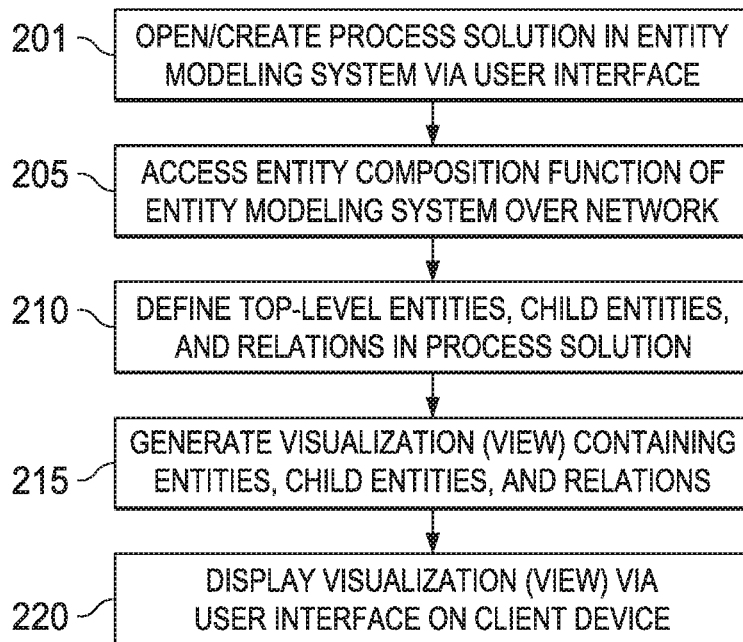 201
OPEN/CREATE PROCESS SOLUTION IN ENTITY
MODELING SYSTEM VIA USER INTERFACE
205
ACCESS ENTITY COMPOSITION FUNCTION OF
ENTITY MODELING SYSTEM OVER NETWORK
210
DEFINE TOP-LEVEL ENTITIES, CHILD ENTITIES,
AND RELATIONS IN PROCESS SOLUTION
215
GENERATE VISUALIZATION (VIEW) CONTAINING
ENTITIES, CHILD ENTITIES, AND RELATIONS
220
DISPLAY VISUALIZATION (VIEW) VIA
USER INTERFACE ON CLIENT DEVICE